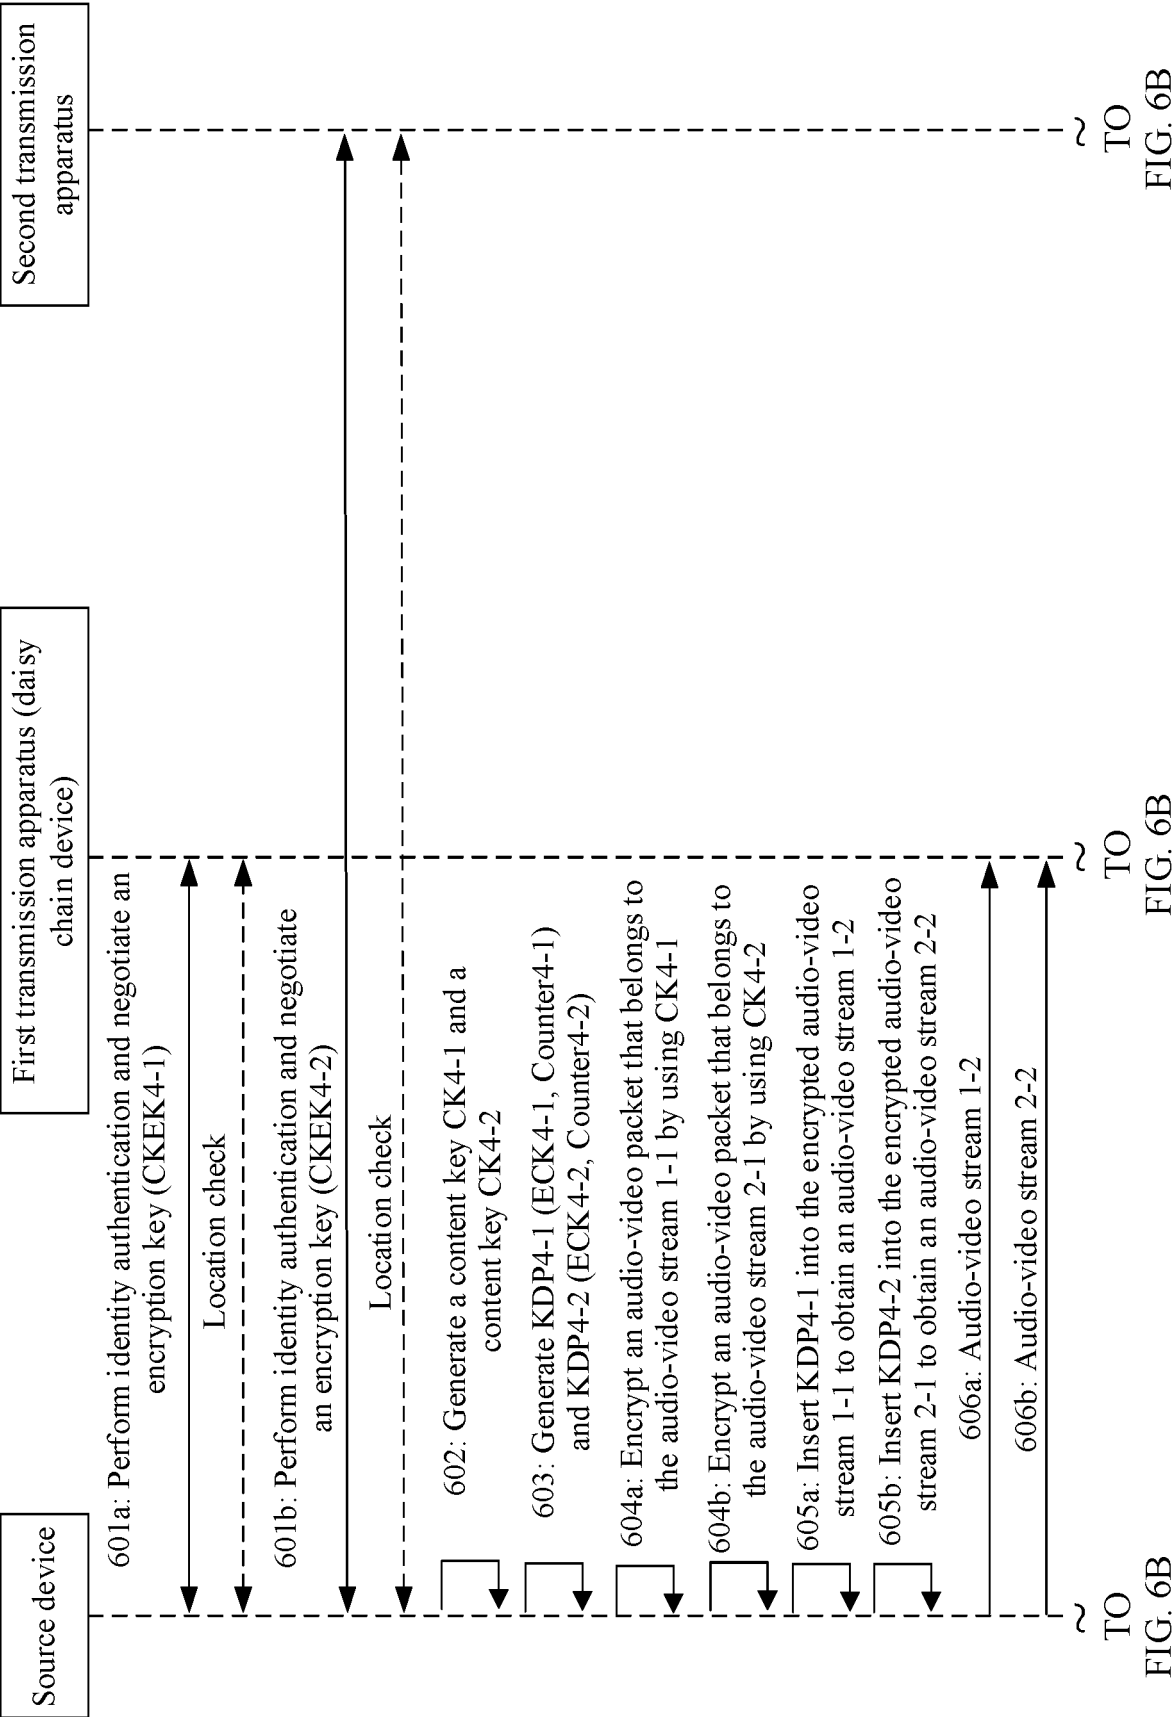 Source device
First transmission apparatus (daisy
chain device)
Second transmission
apparatus
601a: Perform identity authentication and negotiate an
encryption key (CKEK4-1)
Location check
601b: Perform identity authentication and negotiate
an encryption key (CKEK4-2)
Location check
602: Generate a content key CK4-1 and a
content key CK4-2
603: Generate KDP4-1 (ECK4-1, Counter4-1)
and KDP4-2 (ECK4-2, Counter4-2)
604a: Encrypt an audio-video packet that belongs to
the audio-video stream 1-1 by using CK4-1
604b: Encrypt an audio-video packet that belongs to
the audio-video stream 2-1 by using CK4-2
605a: Insert KDP4-1 into the encrypted audio-video
stream 1-1 to obtain an audio-video stream 1-2
605b: Insert KDP4-2 into the encrypted audio-video
stream 2-1 to obtain an audio-video stream 2-2
606a: Audio-video stream 1-2
606b: Audio-video stream 2-2
TO
FIG. 6B
TO
FIG. 6B
TO
FIG. 6B